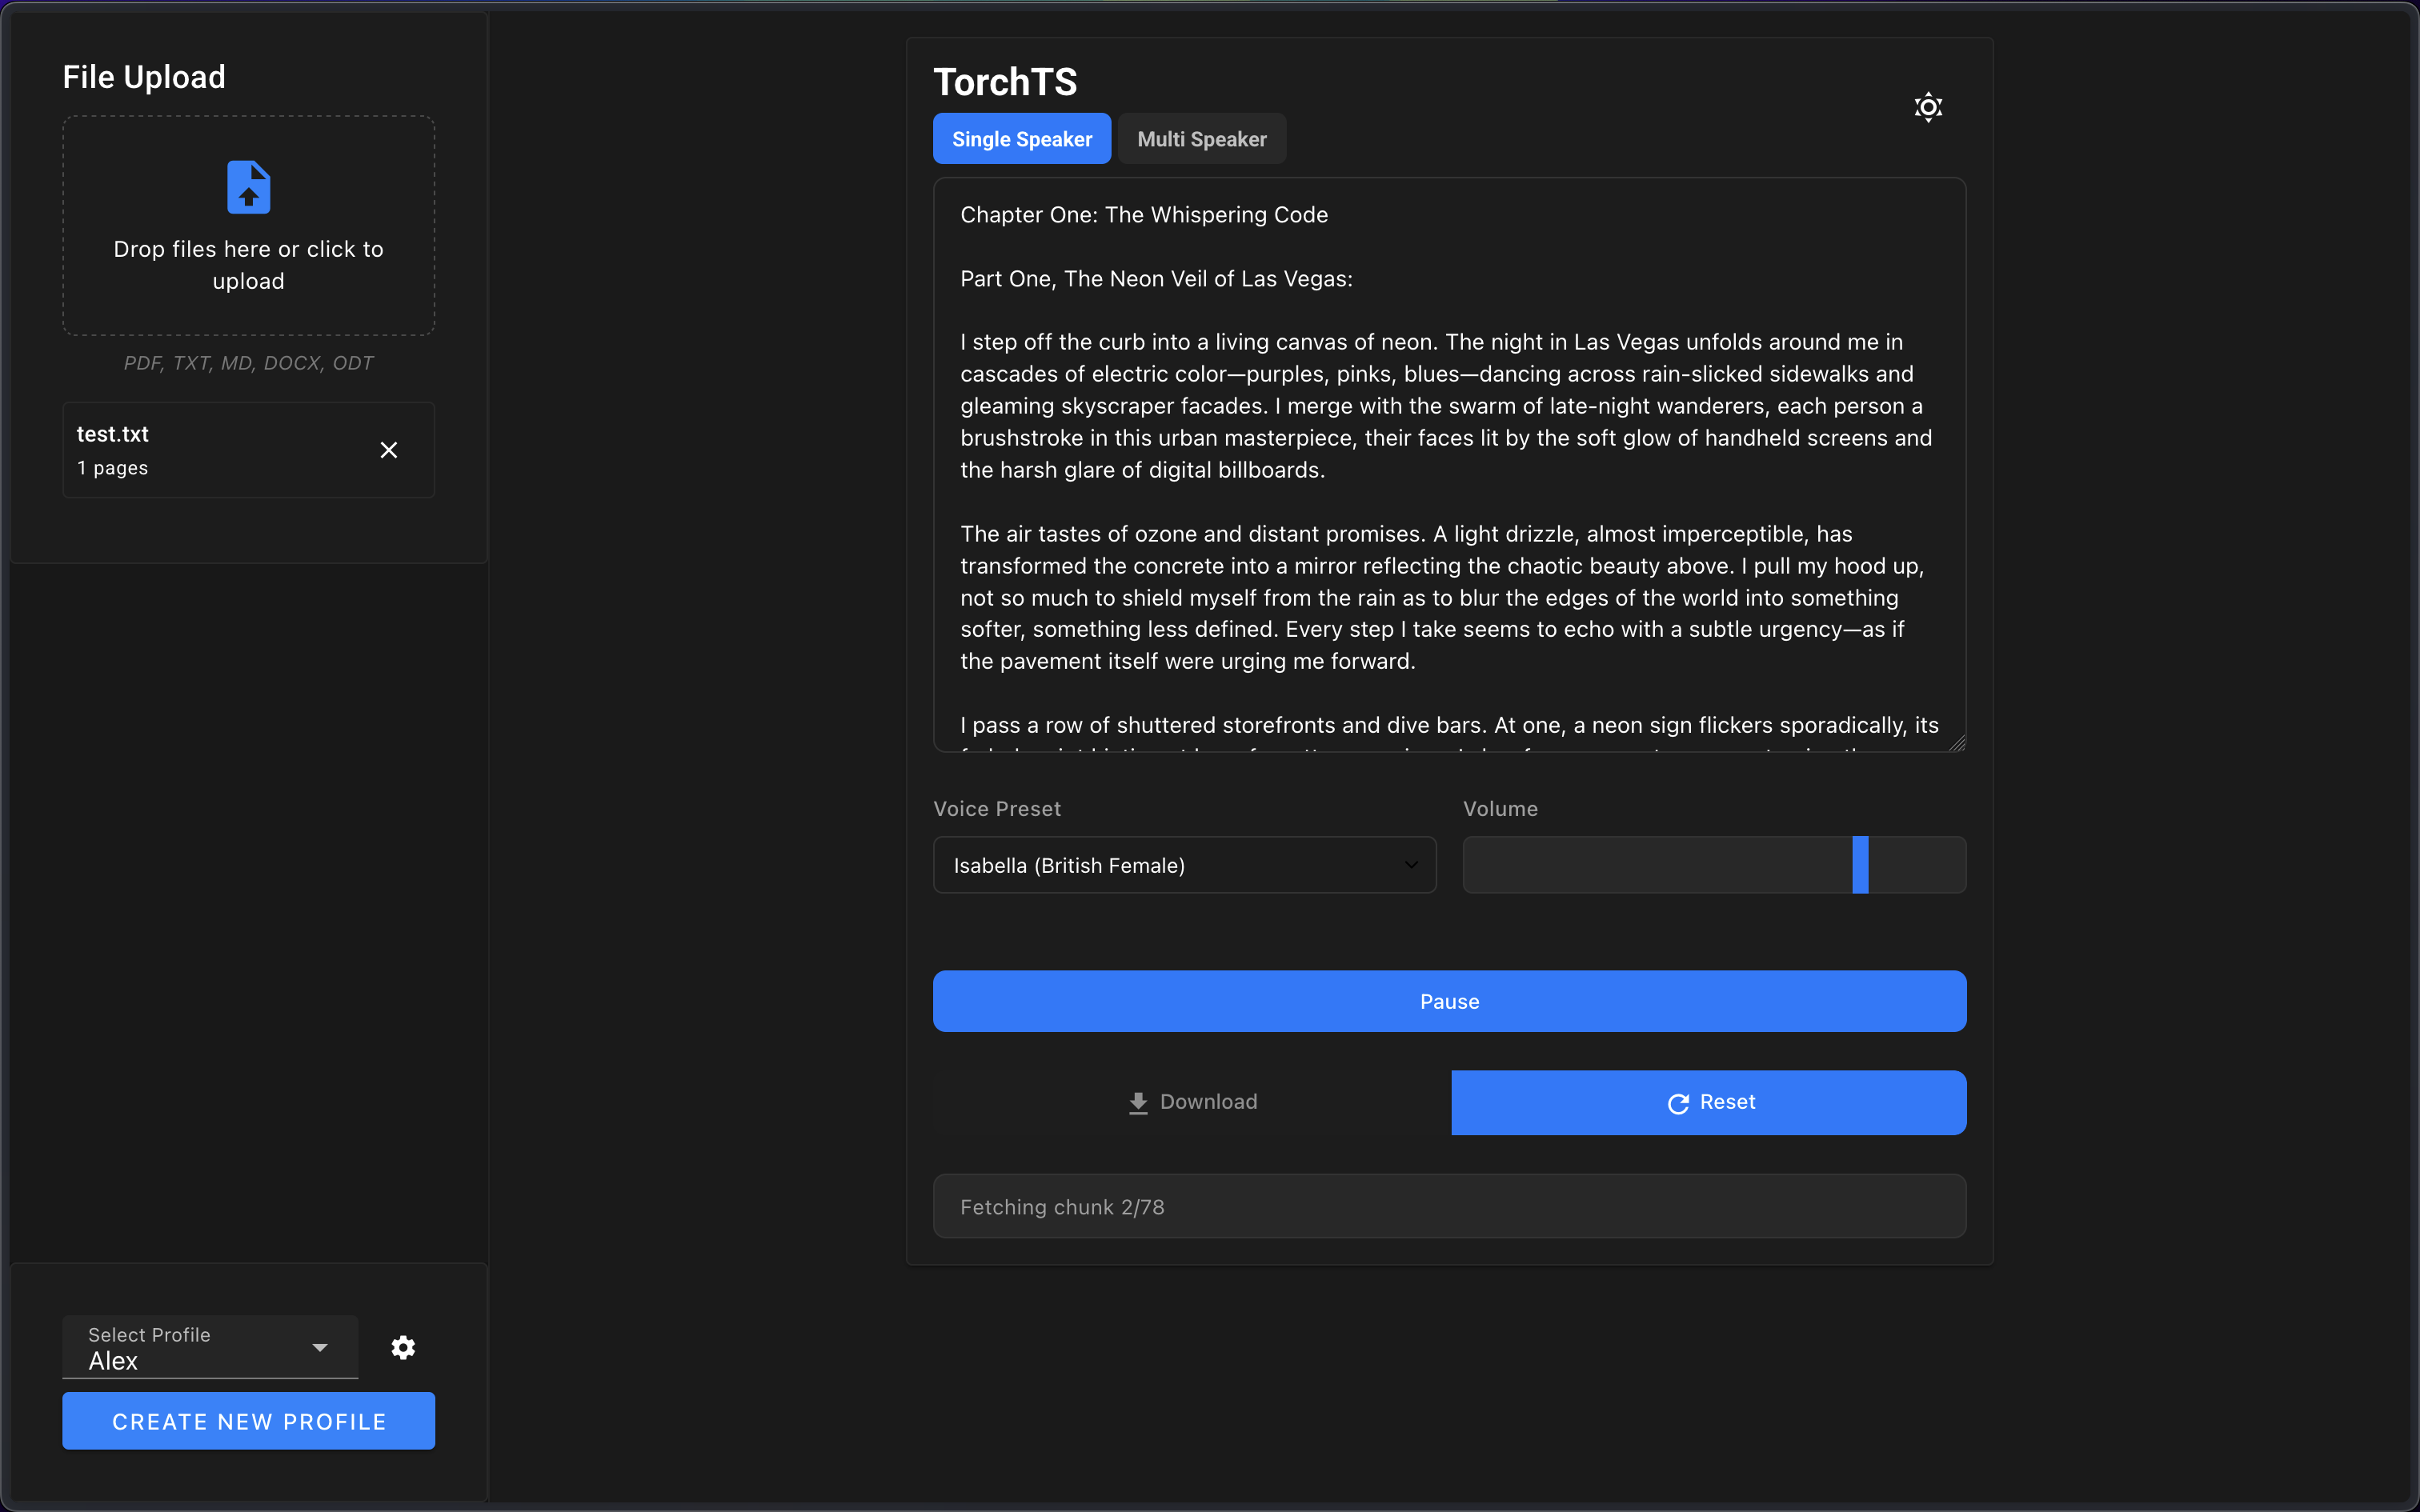 File Upload
Drop files here or click to
upload
PDF, TXT, MD, DOCX, ODT
test.txt
1 pages
Select Profile
Alex
CREATE NEW PROFILE
TorchTS
Single Speaker
Multi Speaker
Chapter One: The Whispering Code
Part One, The Neon Veil of Las Vegas:
I step off the curb into a living canvas of neon. The night in Las Vegas unfolds around me in
cascades of electric color—purples, pinks, blues—dancing across rain-slicked sidewalks and
gleaming skyscraper facades. I merge with the swarm of late-night wanderers, each person a
brushstroke in this urban masterpiece, their faces lit by the soft glow of handheld screens and
the harsh glare of digital billboards.
The air tastes of ozone and distant promises. A light drizzle, almost imperceptible, has
transformed the concrete into a mirror reflecting the chaotic beauty above. I pull my hood up,
not so much to shield myself from the rain as to blur the edges of the world into something
softer, something less defined. Every step I take seems to echo with a subtle urgency—as if
the pavement itself were urging me forward.
I pass a row of shuttered storefronts and dive bars. At one, a neon sign flickers sporadically, its
Voice Preset
Volume
Isabella (British Female)
Pause
Download
Reset
Fetching chunk 2/78